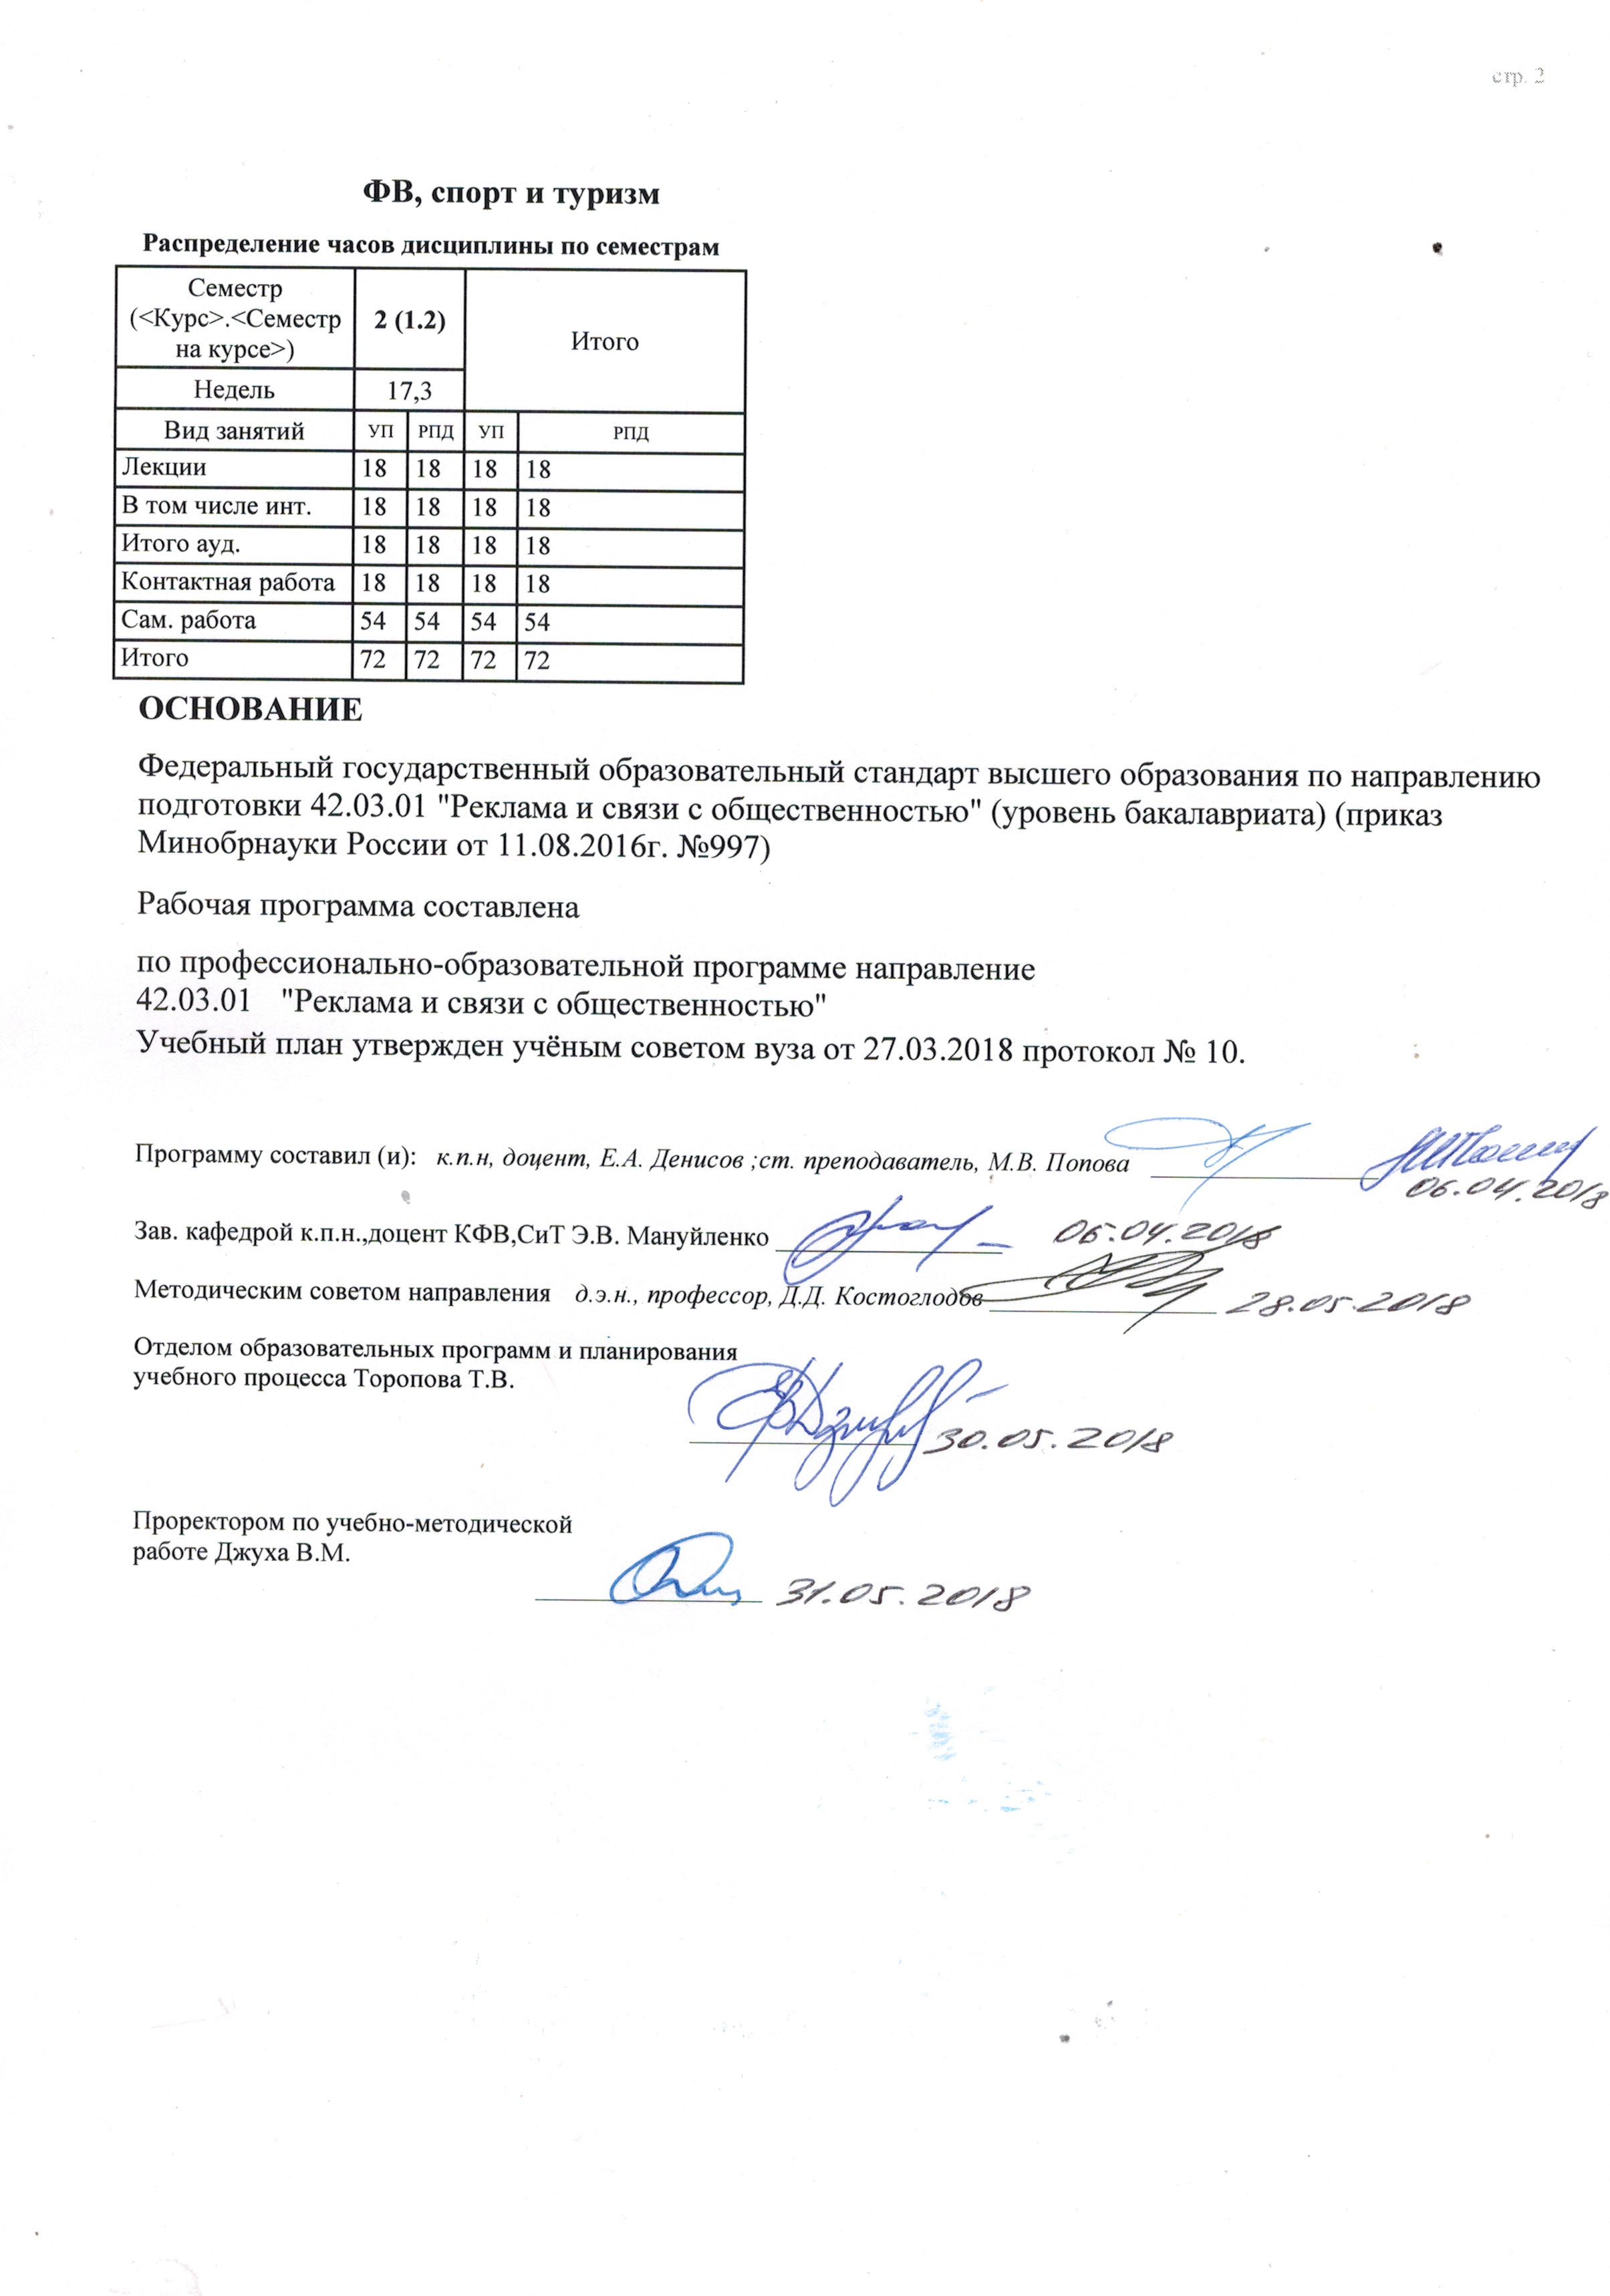 стр. 2
ФВ, спорт и туризм
Распределение часов дисциплины по семестрам
Семестр
(<Курс>.<Семестр
на курсе>)
2 (1.2)
Итого
Недель
17,3
Вид занятий УП РПД УП РПД
Лекции 18 18 18 18
В том числе инт. 18 18 18 18
Итого ауд. 18 18 18 18
Контактная работа 18 18 18 18
Сам. работа 54 54 54 54
Итого 72 72 72 72
ОСНОВАНИЕ
Федеральный государственный образовательный стандарт высшего образования по направлению
подготовки 42.03.01 "Реклама и связи с общественностью" (уровень бакалавриата) (приказ
Минобрнауки России от 11.08.2016г. №997)
Рабочая программа составлена
по профессионально-образовательной программе направление
42.03.01 "Реклама и связи с общественностью"
Учебный план утвержден учёным советом вуза от 27.03.2018 протокол № 10.
Программу составил (и): к.п.н, доцент, Е.А. Денисов ;ст. преподаватель, М.В. Попова
06.04.2018
Зав. кафедрой к.п.н.,доцент КФВ,СиТ Э.В. Мануйленко 06.04.2018
Методическим советом направления д.э.н., профессор, Д.Д. Костоглодов 28.05.2018
Отделом образовательных программ и планирования
учебного процесса Торопова Т.В.
30.05.2018
Проректором по учебно-методической
работе Джуха В.М.
31.05.2018